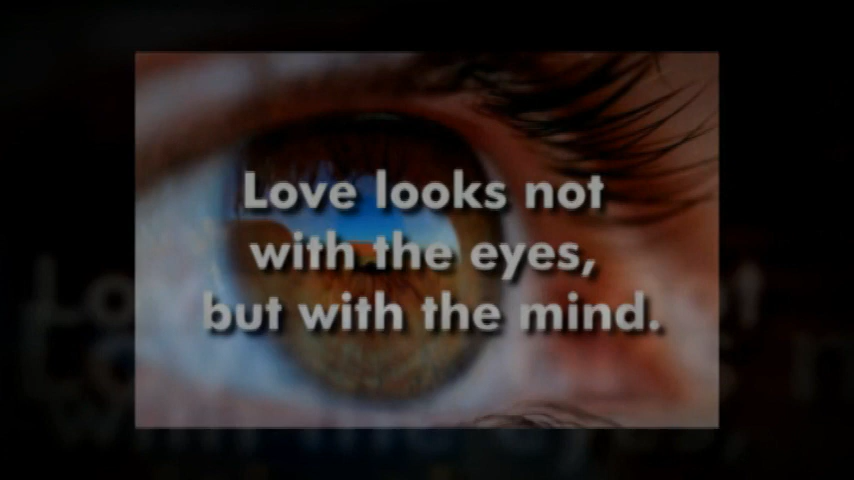 Love looks not
with the eyes,
but with the mind.